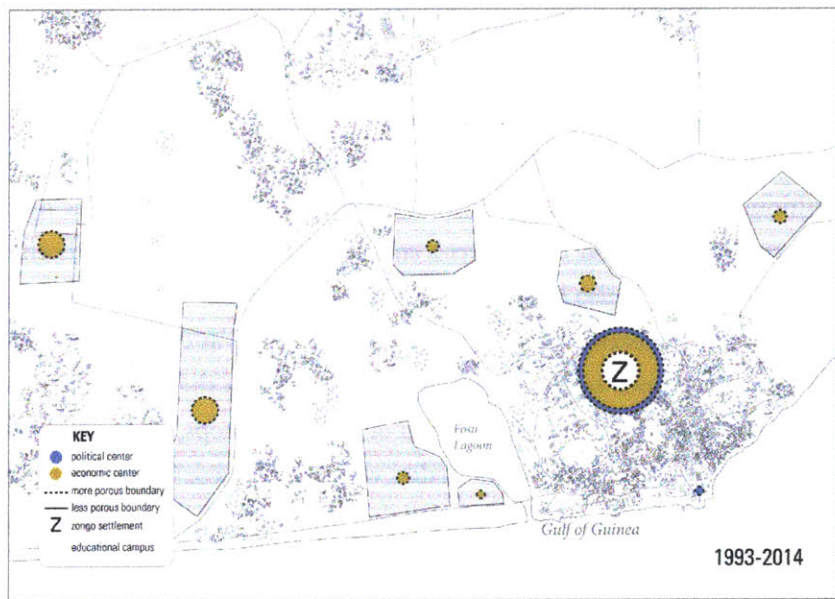 Z
Fosu
Lagoon
KEY
political center
economic center
more porous boundary
less porous boundary
Z zongo settlement
educational campus
Gulf of Guinea
1993-2014